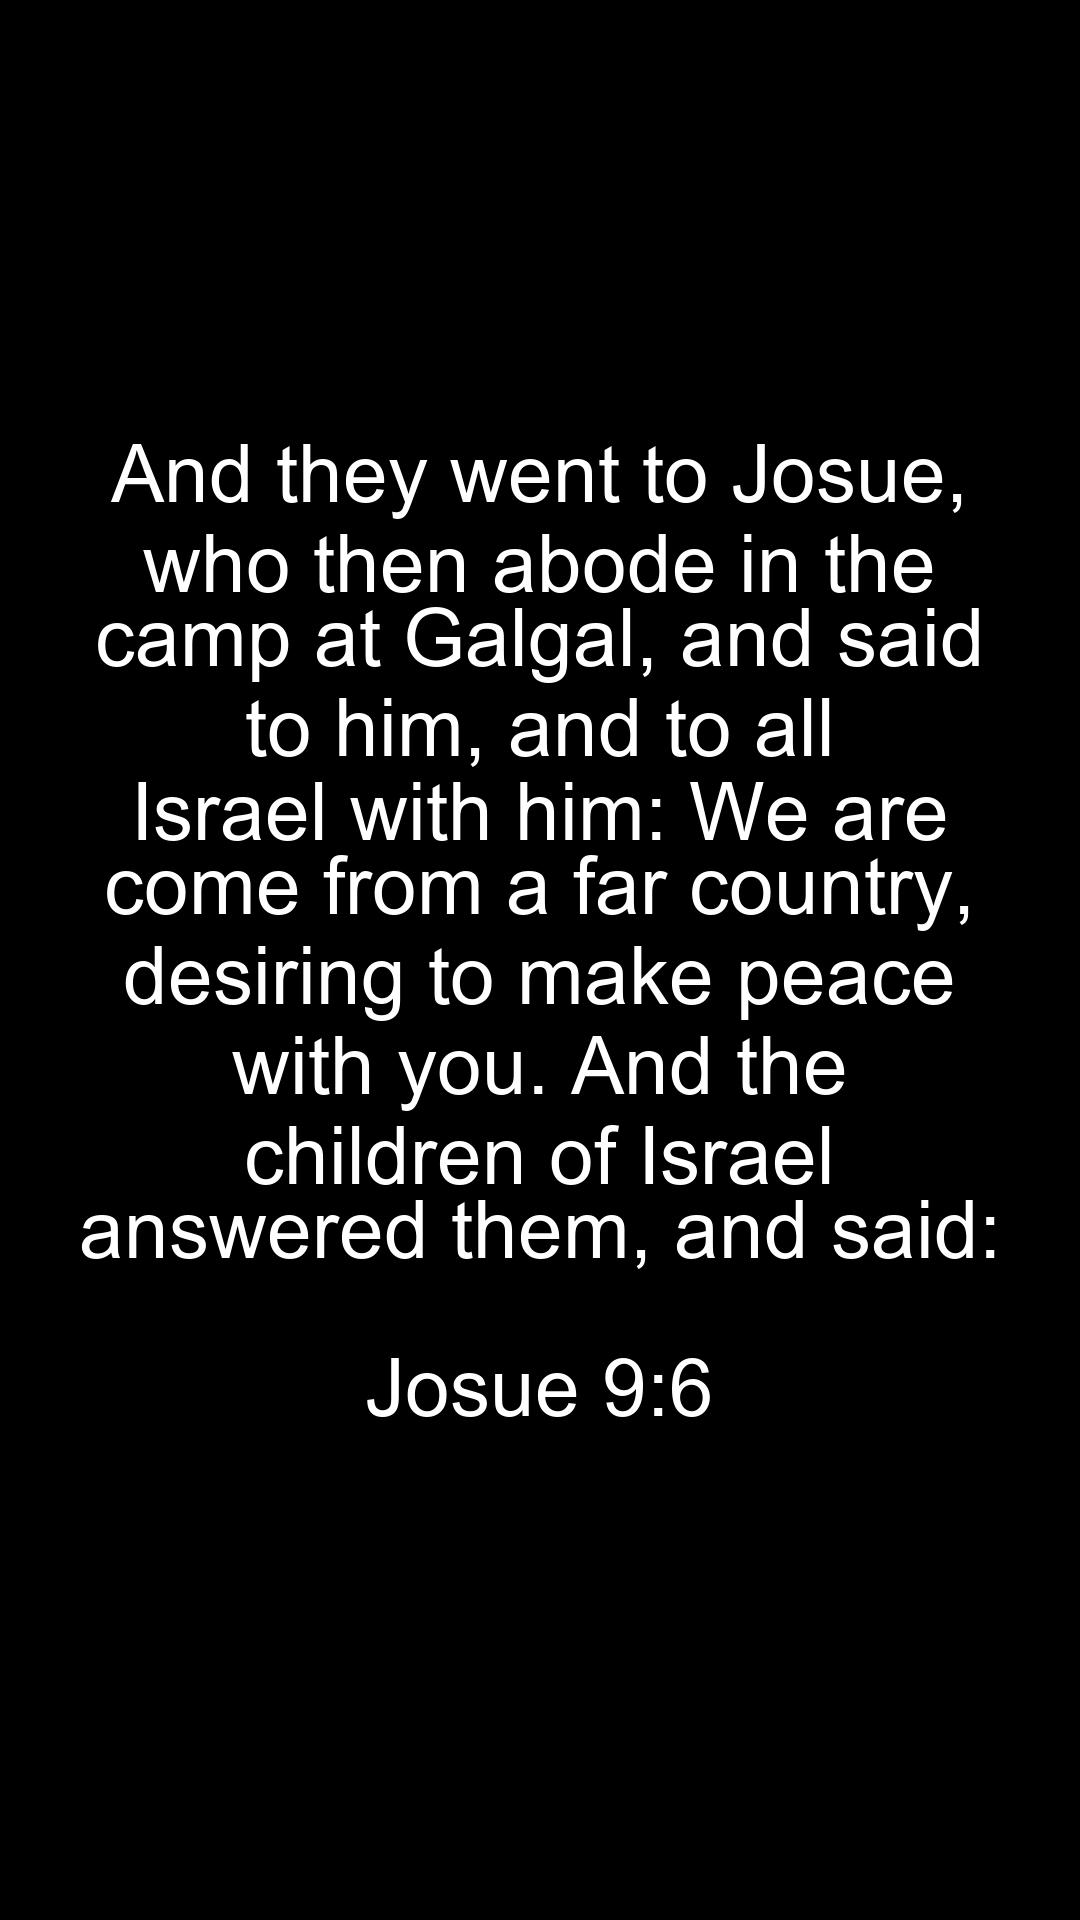 And they went to Josue,
who then abode in the
camp at Galgal, and said
to him, and to all
Israel with him: We are
come from a far country,
desiring to make peace
with you. And the
children of Israel
answered them, and said:
Josue 9:6